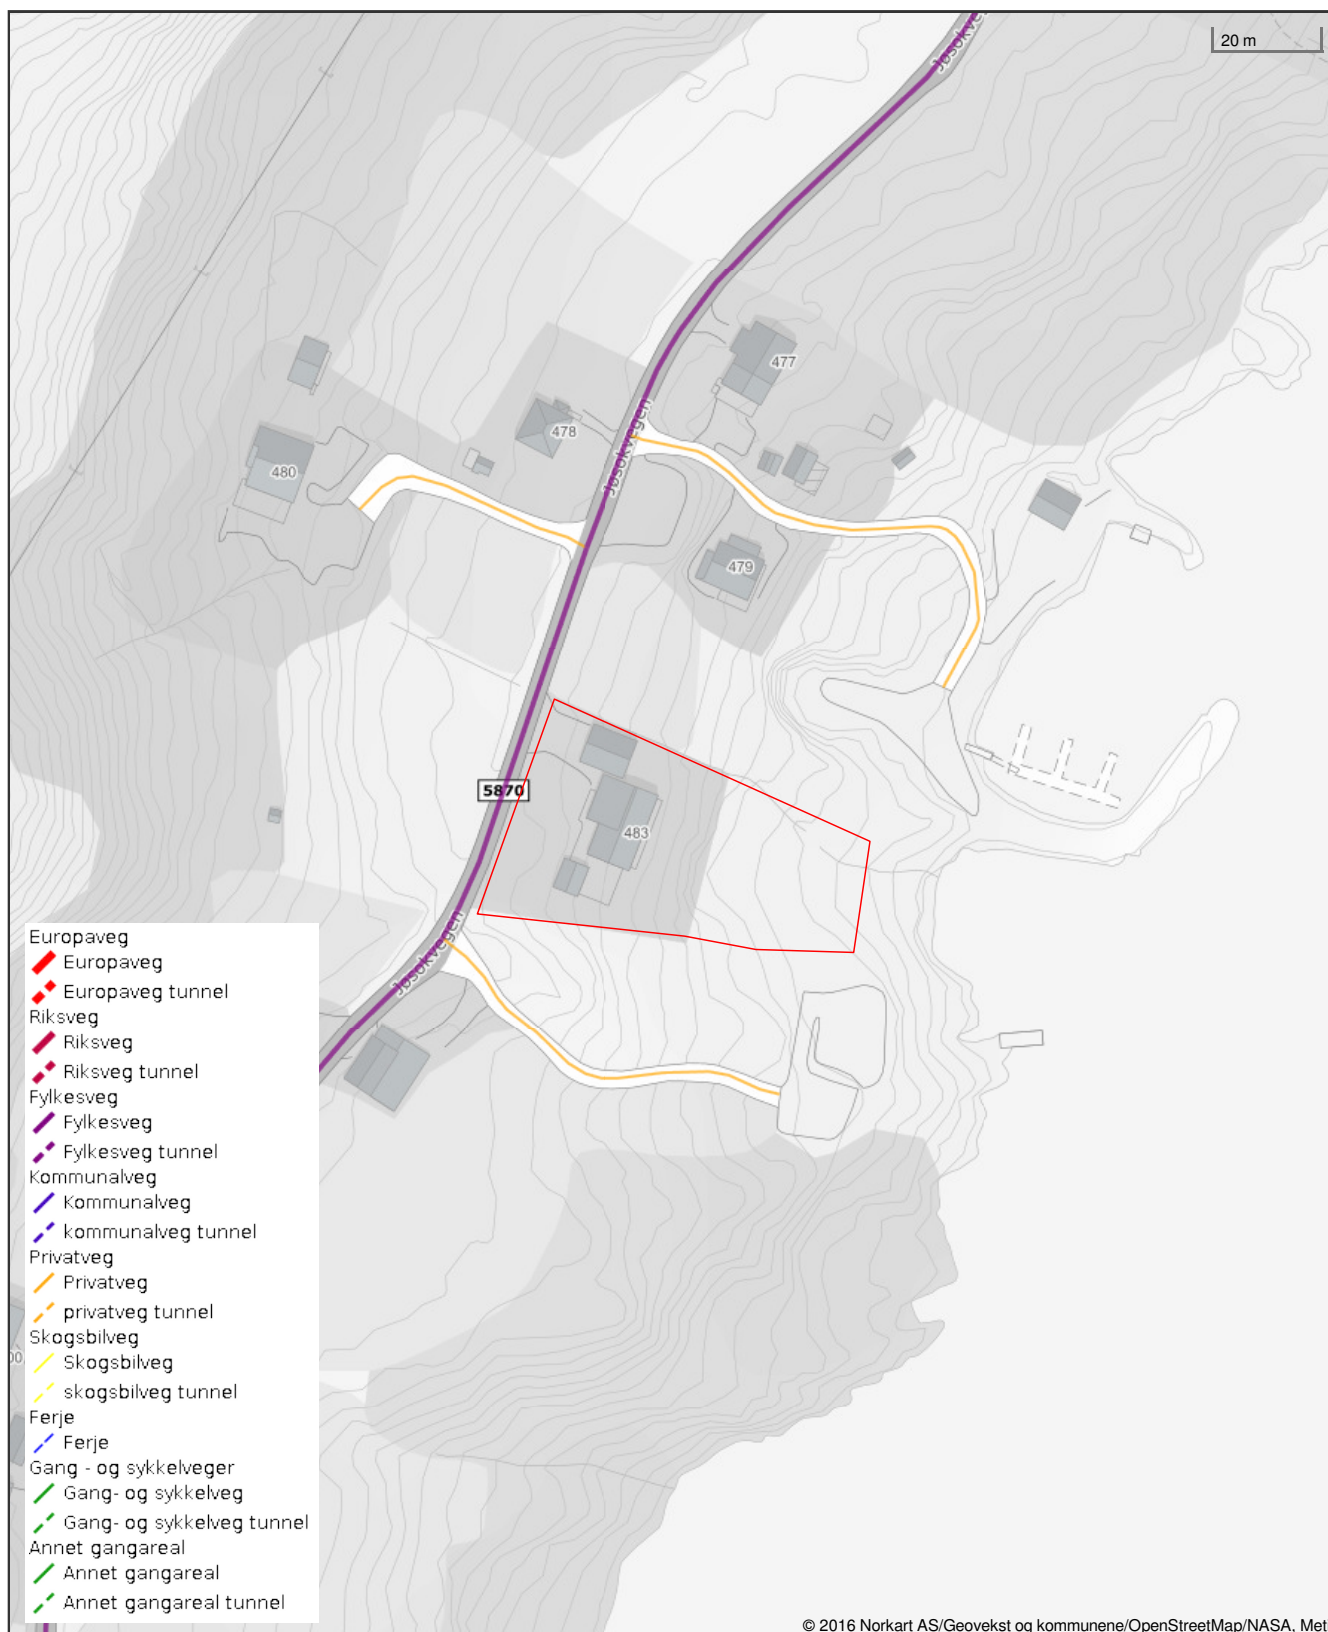 Jøsokve
20 m
477
478
Jøsokvegen
480
479
5870
483
Jøsokvegen
Europaveg
Europaveg
Europaveg tunnel
Riksveg
Riksveg
Riksveg tunnel
Fylkesveg
Fylkesveg
Fylkesveg tunnel
Kommunalveg
Kommunalveg
kommunalveg tunnel
Privatveg
Privatveg
privatveg tunnel
Skogsbilveg
Skogsbilveg
skogsbilveg tunnel
Ferje
Ferje
Gang - og sykkelveger
Gang- og sykkelveg
Gang- og sykkelveg tunnel
Annet gangareal
Annet gangareal
Annet gangareal tunnel
© 2016 Norkart AS/Geovekst og kommunene/OpenStreetMap/NASA, Met